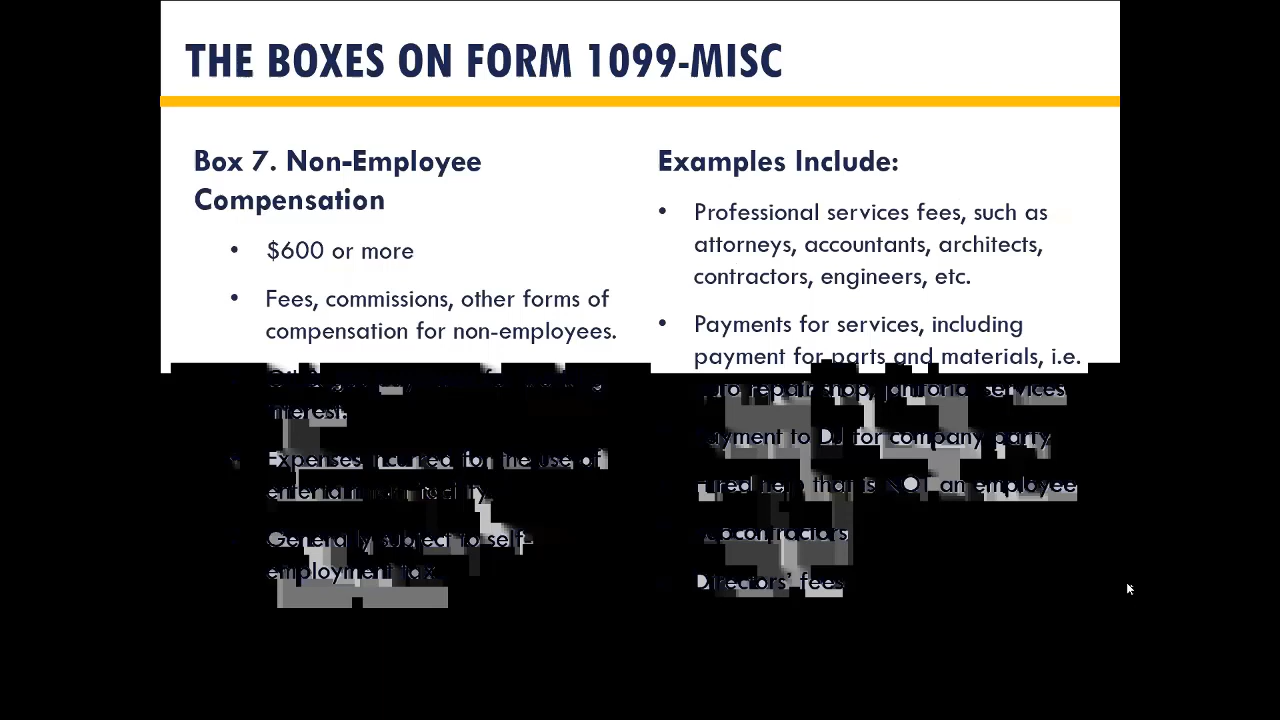 THE BOXES ON FORM 1099-MISC
Box 7. Non-Employee
Compensation
• $600 or more
• Fees, commissions, other forms of
compensation for non-employees.
interest.
Expenses incurred for the use of
entertainment facility
Generally subject to self-
employment tax.
Examples Include:
• Professional services fees, such as
attorneys, accountants, architects,
contractors, engineers, etc.
• Payments for services, including
payment for parts and materials, i.e.
auto repair shop, janitorial services
Payment to DJ for company party
Hired help that is NOT an employee
Subcontractors
Directors’ fees